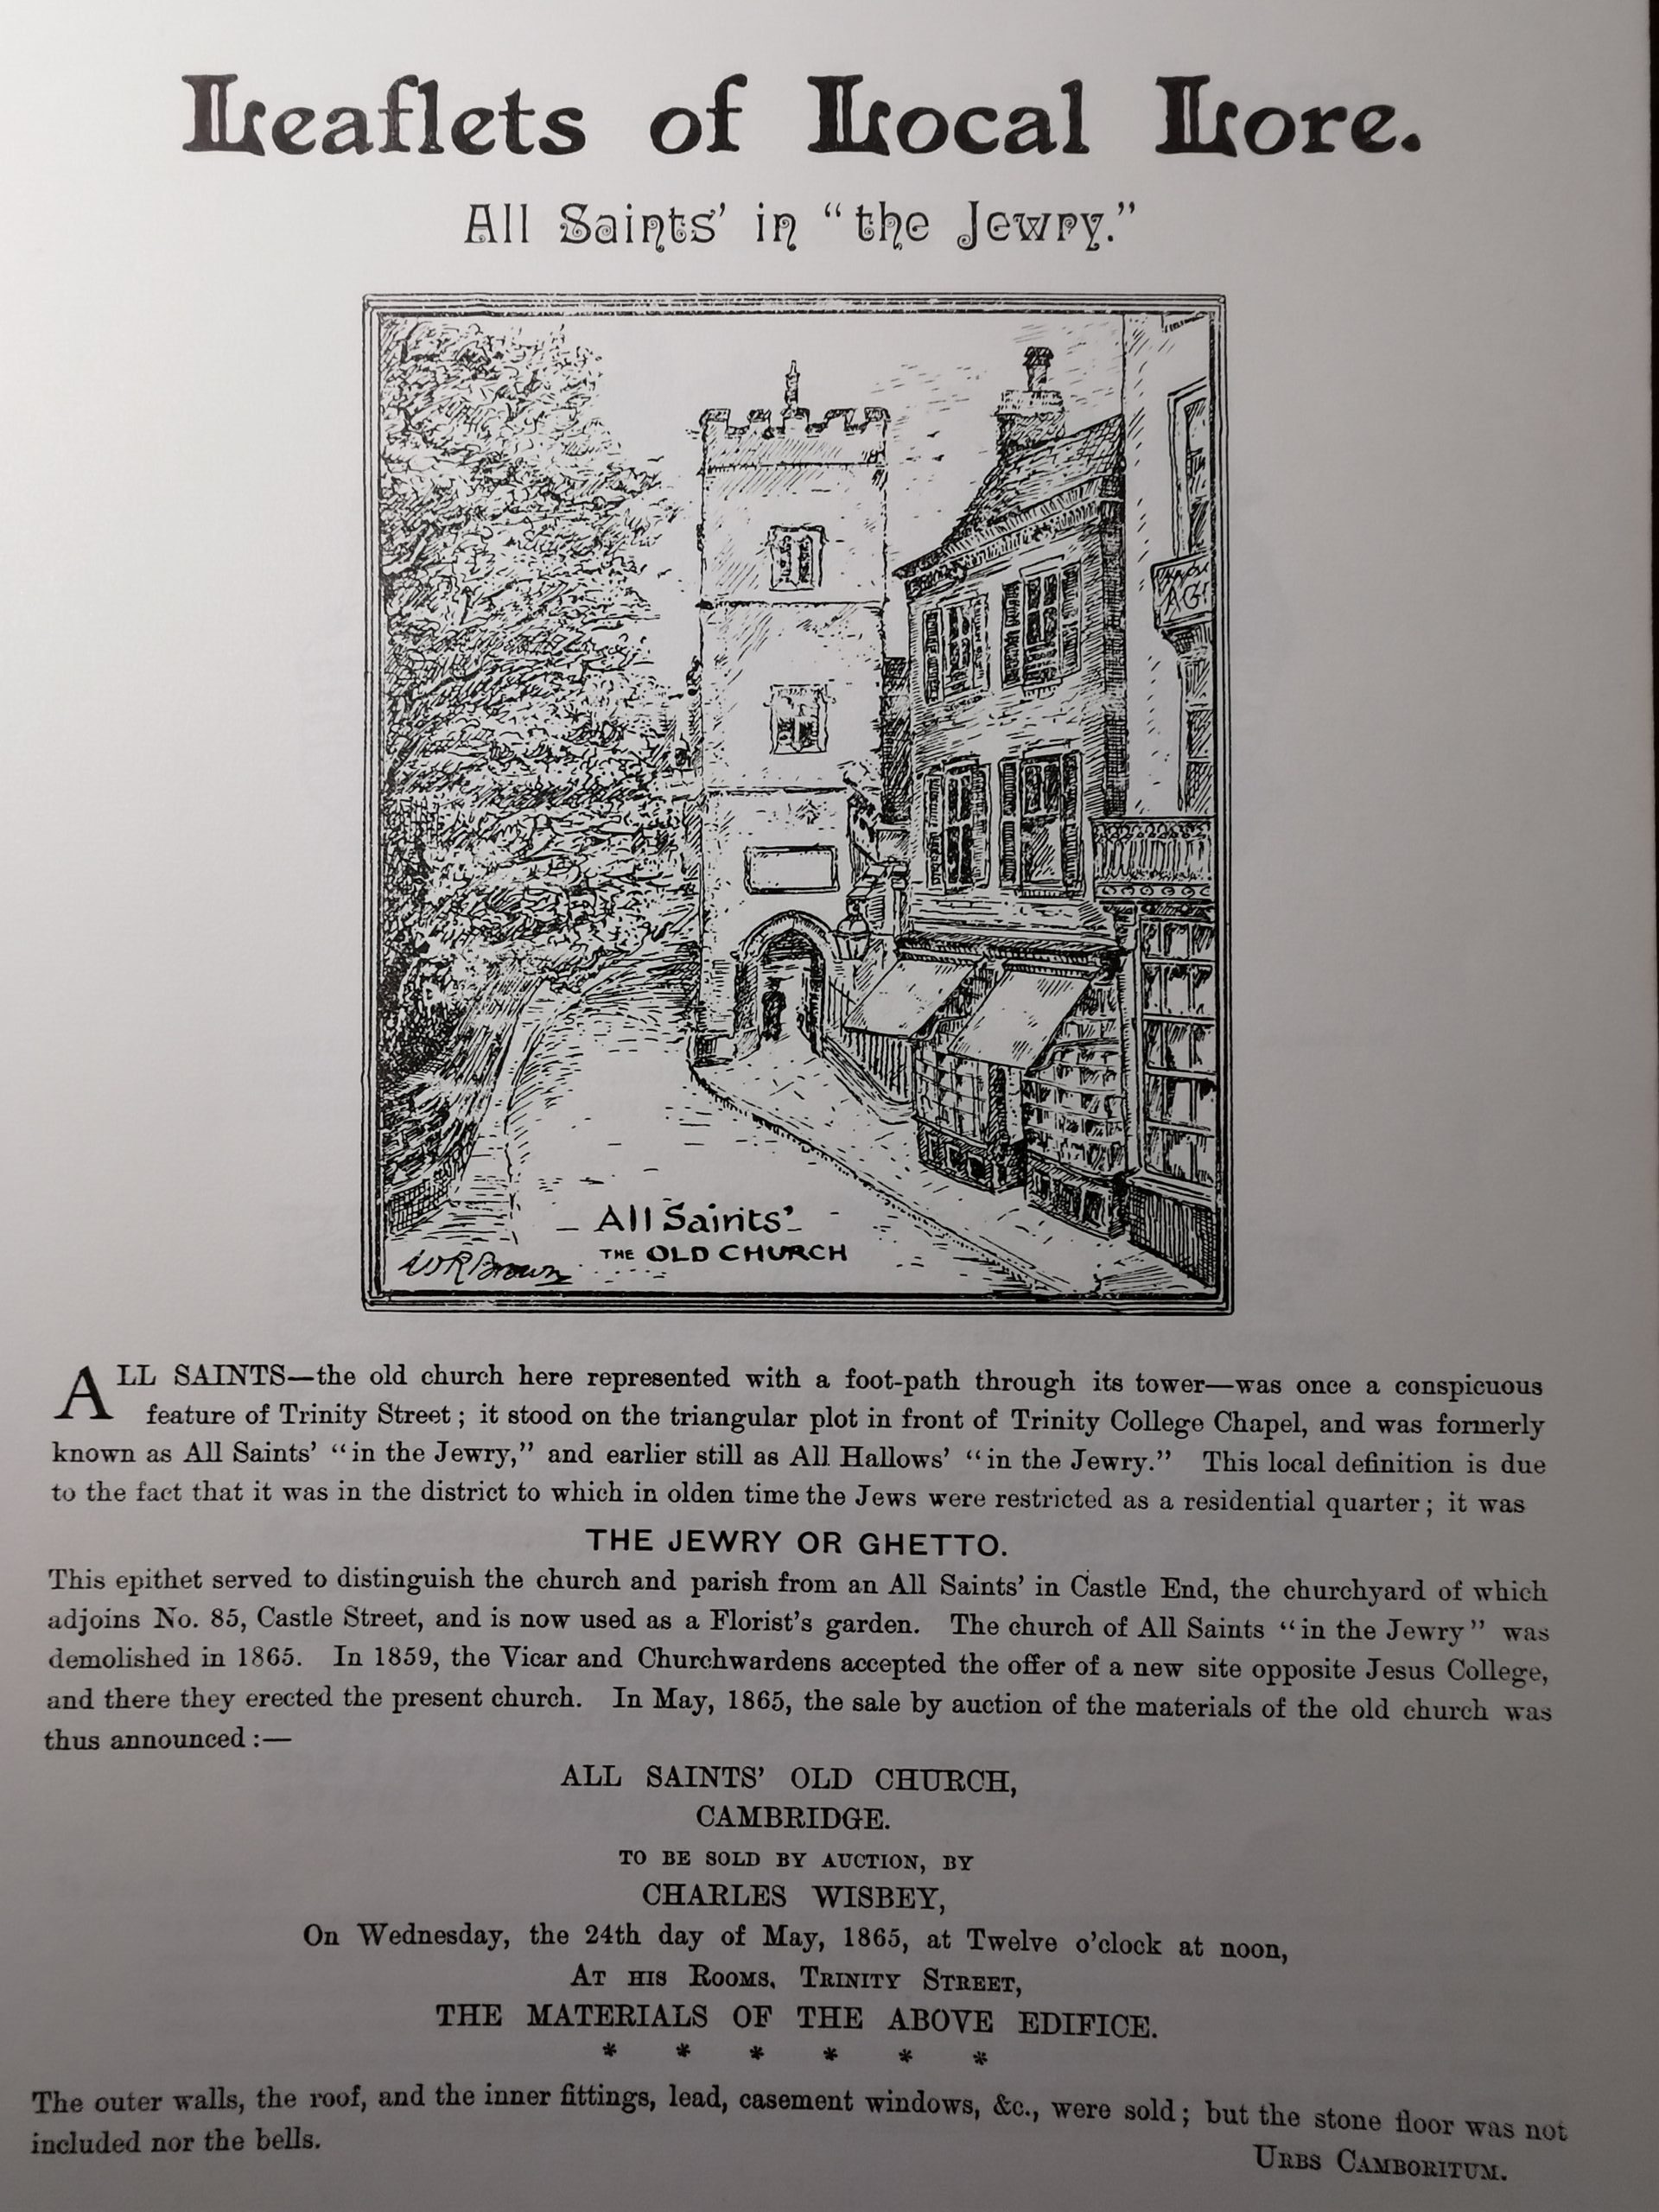 Leaflets of Local Lore.
All Saints' in "the Jewry."
AG
All Saints'
THE OLD CHURCH
W R Brown
ALL SAINTS—the old church here represented with a foot-path through its tower—was once a conspicuous
feature of Trinity Street; it stood on the triangular plot in front of Trinity College Chapel, and was formerly
known as All Saints' "in the Jewry," and earlier still as All Hallows' "in the Jewry." This local definition is due
to the fact that it was in the district to which in olden time the Jews were restricted as a residential quarter; it was
THE JEWRY OR GHETTO.
This epithet served to distinguish the church and parish from an All Saints' in Castle End, the churchyard of which
adjoins No. 85, Castle Street, and is now used as a Florist's garden. The church of All Saints "in the Jewry" was
demolished in 1865. In 1859, the Vicar and Churchwardens accepted the offer of a new site opposite Jesus College,
and there they erected the present church. In May, 1865, the sale by auction of the materials of the old church was
thus announced:—
ALL SAINTS' OLD CHURCH,
CAMBRIDGE.
TO BE SOLD BY AUCTION, BY
CHARLES WISBEY,
On Wednesday, the 24th day of May, 1865, at Twelve o'clock at noon,
AT HIS ROOMS, TRINITY STREET,
THE MATERIALS OF THE ABOVE EDIFICE.
* * * * * *
The outer walls, the roof, and the inner fittings, lead, casement windows, &c., were sold; but the stone floor was not
included nor the bells.
URBS CAMBORITUM.